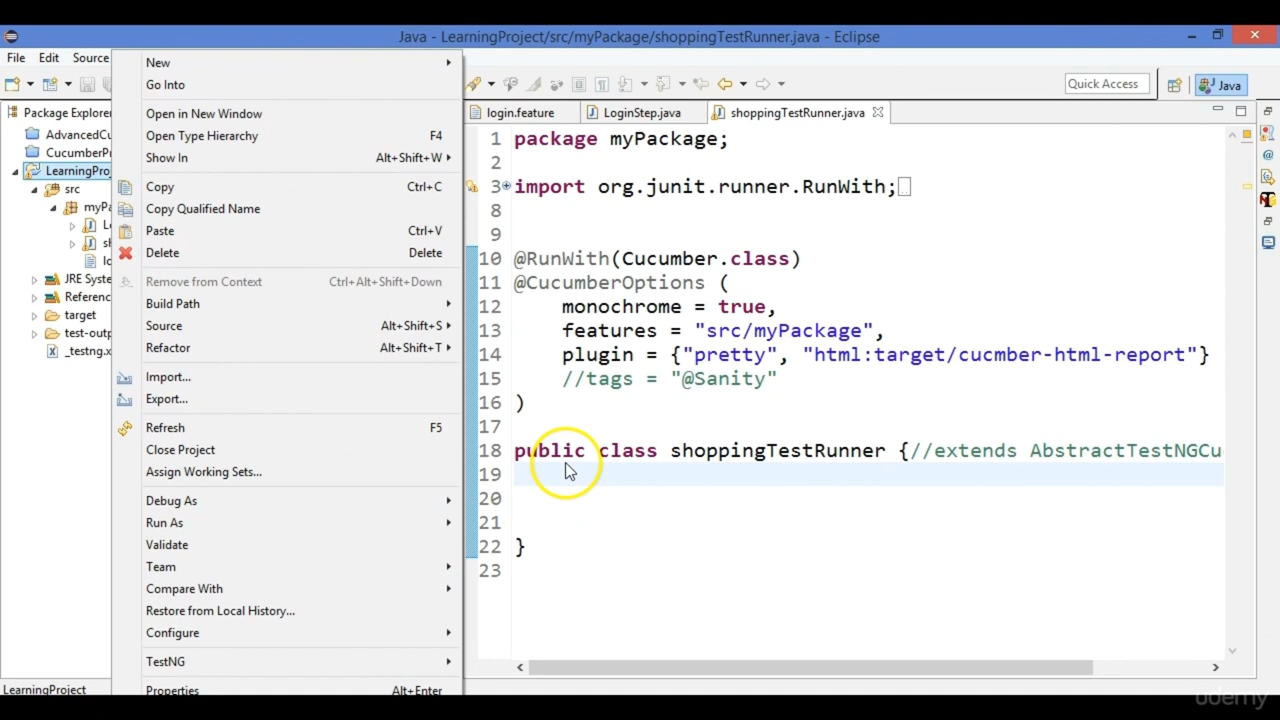 Java - LearningProject/src/myPackage/shoppingTestRunner.java - Eclipse
File Edit Source
Quick Access
Java
Package Explore
AdvancedCu
CucumberPr
LearningProj
src
myPa
JRE Syste
Reference
target
test-outp
_testng.x
LearningProject
New
Go Into
Open in New Window
Open Type Hierarchy F4
Show In Alt+Shift+W
Copy Ctrl+C
Copy Qualified Name
Paste Ctrl+V
Delete Delete
Remove from Context Ctrl+Alt+Shift+Down
Build Path
Source Alt+Shift+S
Refactor Alt+Shift+T
Import...
Export...
Refresh F5
Close Project
Assign Working Sets...
Debug As
Run As
Validate
Team
Compare With
Restore from Local History...
Configure
TestNG
Properties Alt+Enter
login.feature LoginStep.java shoppingTestRunner.java
1 package myPackage;
2
3 import org.junit.runner.RunWith;
8
9
10 @RunWith(Cucumber.class)
11 @CucumberOptions (
12 monochrome = true,
13 features = "src/myPackage",
14 plugin = {"pretty", "html:target/cucmber-html-report"}
15 //tags = "@Sanity"
16 )
17
18 public class shoppingTestRunner {//extends AbstractTestNGCu
19
20
21
22 }
23
udemy